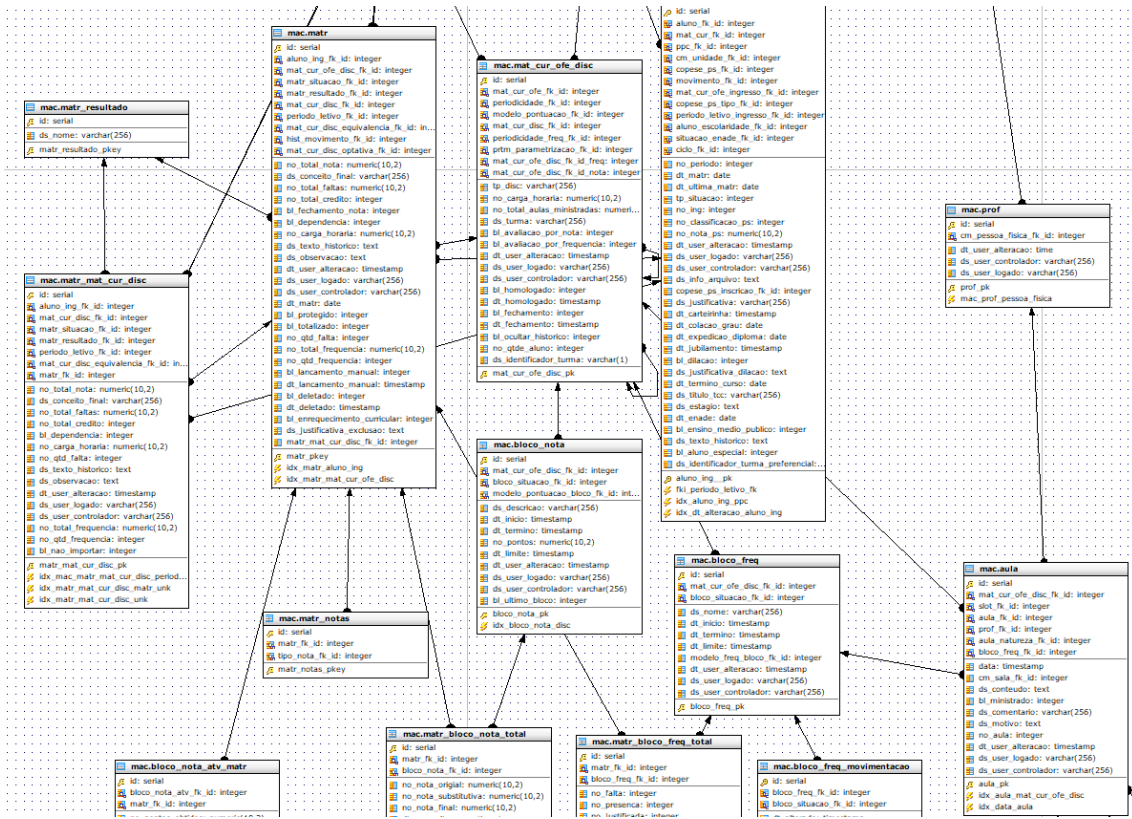 mac.matr
id: serial
aluno_ing_fk_id: integer
mat_cur_ofe_disc_fk_id: integer
matr_situacao_fk_id: integer
matr_resultado_fk_id: integer
mat_cur_disc_fk_id: integer
periodo_letivo_fk_id: integer
mat_cur_disc_equivalencia_fk_id: in...
hist_movimento_fk_id: integer
mat_cur_disc_optativa_fk_id: integer
no_total_nota: numeric(10,2)
ds_conceito_final: varchar(256)
no_total_faltas: numeric(10,2)
no_total_credito: integer
bl_fechamento_nota: integer
bl_dependencia: integer
no_carga_horaria: numeric(10,2)
ds_texto_historico: text
ds_observacao: text
dt_user_alteracao: timestamp
ds_user_logado: varchar(256)
ds_user_controlador: varchar(256)
dt_matr: date
bl_protegido: integer
bl_totalizado: integer
no_qtd_falta: integer
no_total_frequencia: numeric(10,2)
no_qtd_frequencia: integer
bl_lancamento_manual: integer
dt_lancamento_manual: timestamp
bl_deletado: integer
dt_deletado: timestamp
bl_enrequecimento_curricular: integer
ds_justificativa_exclusao: text
matr_mat_cur_disc_fk_id: integer
matr_pkey
idx_matr_aluno_ing
idx_matr_mat_cur_ofe_disc
mac.mat_cur_ofe_disc
id: serial
mat_cur_ofe_fk_id: integer
periodicidade_fk_id: integer
modelo_pontuacao_fk_id: integer
mat_cur_disc_fk_id: integer
periodicidade_freq_fk_id: integer
prtm_parametrizacao_fk_id: integer
mat_cur_ofe_disc_fk_id_freq: integer
mat_cur_ofe_disc_fk_id_nota: integer
tp_disc: varchar(256)
no_carga_horaria: numeric(10,2)
no_total_aulas_ministradas: numeri...
ds_turma: varchar(256)
bl_avaliacao_por_nota: integer
bl_avaliacao_por_frequencia: integer
dt_user_alteracao: timestamp
ds_user_logado: varchar(256)
ds_user_controlador: varchar(256)
bl_homologado: integer
dt_homologado: timestamp
bl_fechamento: integer
dt_fechamento: timestamp
bl_ocultar_historico: integer
no_qtde_aluno: integer
ds_identificador_turma: varchar(1)
mat_cur_ofe_disc_pk
id: serial
aluno_fk_id: integer
mat_cur_fk_id: integer
ppc_fk_id: integer
cm_unidade_fk_id: integer
copese_ps_fk_id: integer
movimento_fk_id: integer
mat_cur_ofe_ingresso_fk_id: integer
copese_ps_tipo_fk_id: integer
periodo_letivo_ingresso_fk_id: integer
aluno_escolaridade_fk_id: integer
situacao_enade_fk_id: integer
ciclo_fk_id: integer
no_periodo: integer
dt_matr: date
dt_ultima_matr: date
tp_situacao: integer
no_ing: integer
no_classificacao_ps: integer
no_nota_ps: numeric(10,2)
dt_user_alteracao: timestamp
ds_user_logado: varchar(256)
ds_user_controlador: varchar(256)
ds_info_arquivo: text
copese_ps_inscricao_fk_id: integer
ds_justificativa: varchar(256)
dt_carteirinha: timestamp
dt_colacao_grau: date
dt_expedicao_diploma: date
dt_jubilamento: timestamp
bl_dilacao: integer
ds_justificativa_dilacao: text
dt_termino_curso: date
ds_titulo_tcc: varchar(256)
ds_estagio: text
dt_enade: date
bl_ensino_medio_publico: integer
ds_texto_historico: text
bl_aluno_especial: integer
ds_identificador_turma_preferencial:...
aluno_ing__pk
fki_periodo_letivo_fk
idx_aluno_ing_ppc
idx_dt_alteracao_aluno_ing
mac.matr_resultado
id: serial
ds_nome: varchar(256)
matr_resultado_pkey
mac.prof
id: serial
cm_pessoa_fisica_fk_id: integer
dt_user_alteracao: time
ds_user_controlador: varchar(256)
ds_user_logado: varchar(256)
prof_pk
mac_prof_pessoa_fisica
mac.matr_mat_cur_disc
id: serial
aluno_ing_fk_id: integer
mat_cur_disc_fk_id: integer
matr_situacao_fk_id: integer
matr_resultado_fk_id: integer
periodo_letivo_fk_id: integer
mat_cur_disc_equivalencia_fk_id: in...
matr_fk_id: integer
no_total_nota: numeric(10,2)
ds_conceito_final: varchar(256)
no_total_faltas: numeric(10,2)
no_total_credito: integer
bl_dependencia: integer
no_carga_horaria: numeric(10,2)
no_qtd_falta: integer
ds_texto_historico: text
ds_observacao: text
dt_user_alteracao: timestamp
ds_user_logado: varchar(256)
ds_user_controlador: varchar(256)
no_total_frequencia: numeric(10,2)
no_qtd_frequencia: integer
bl_nao_importar: integer
matr_mat_cur_disc_pk
idx_mac_matr_mat_cur_disc_period...
idx_matr_mat_cur_disc_matr_unk
idx_matr_mat_cur_disc_unk
mac.bloco_nota
id: serial
mat_cur_ofe_disc_fk_id: integer
bloco_situacao_fk_id: integer
modelo_pontuacao_bloco_fk_id: int...
ds_descricao: varchar(256)
dt_inicio: timestamp
dt_termino: timestamp
no_pontos: numeric(10,2)
dt_limite: timestamp
dt_user_alteracao: timestamp
ds_user_logado: varchar(256)
ds_user_controlador: varchar(256)
bl_ultimo_bloco: integer
bloco_nota_pk
idx_bloco_nota_disc
mac.bloco_freq
id: serial
mat_cur_ofe_disc_fk_id: integer
bloco_situacao_fk_id: integer
ds_nome: varchar(256)
dt_inicio: timestamp
dt_termino: timestamp
dt_limite: timestamp
modelo_freq_bloco_fk_id: integer
dt_user_alteracao: timestamp
ds_user_logado: varchar(256)
ds_user_controlador: varchar(256)
bloco_freq_pk
mac.aula
id: serial
mat_cur_ofe_disc_fk_id: integer
slot_fk_id: integer
aula_fk_id: integer
prof_fk_id: integer
aula_natureza_fk_id: integer
bloco_freq_fk_id: integer
data: timestamp
cm_sala_fk_id: integer
ds_conteudo: text
bl_ministrado: integer
ds_comentario: varchar(256)
ds_motivo: text
no_aula: integer
dt_user_alteracao: timestamp
ds_user_logado: varchar(256)
ds_user_controlador: varchar(256)
aula_pk
idx_aula_mat_cur_ofe_disc
idx_data_aula
mac.matr_notas
id: serial
matr_fk_id: integer
tipo_nota_fk_id: integer
matr_notas_pkey
mac.matr_bloco_nota_total
id: serial
matr_fk_id: integer
bloco_nota_fk_id: integer
no_nota_origial: numeric(10,2)
no_nota_substitutiva: numeric(10,2)
no_nota_final: numeric(10,2)
mac.matr_bloco_freq_total
id: serial
matr_fk_id: integer
bloco_freq_fk_id: integer
no_falta: integer
no_presenca: integer
no_justificada: integer
mac.bloco_nota_atv_matr
id: serial
bloco_nota_atv_fk_id: integer
matr_fk_id: integer
mac.bloco_freq_movimentacao
id: serial
bloco_freq_fk_id: integer
bloco_situacao_fk_id: integer